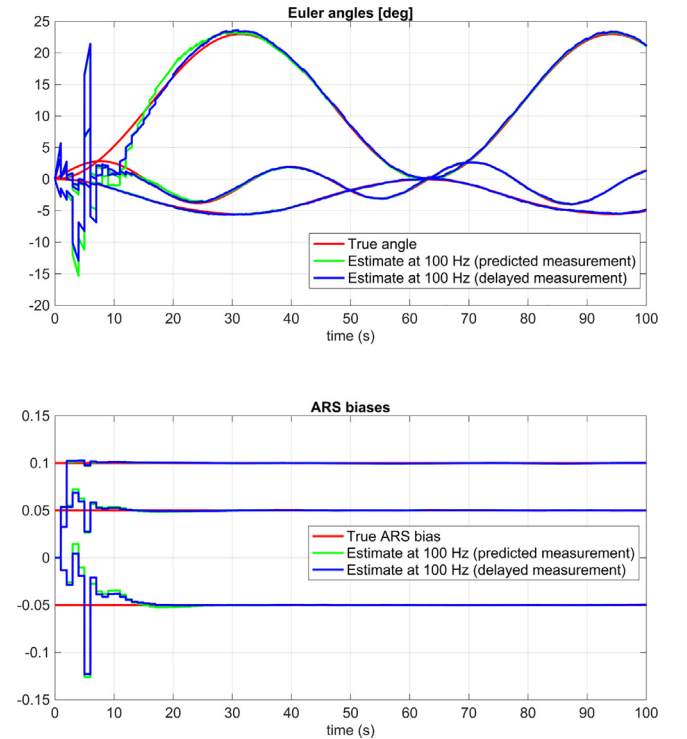 Euler angles [deg]
25
20
15
10
5
0
-5
-10
-15
-20
True angle
Estimate at 100 Hz (predicted measurement)
Estimate at 100 Hz (delayed measurement)
0 10 20 30 40 50 60 70 80 90 100
time (s)
ARS biases
0.15
0.1
0.05
0
-0.05
-0.1
-0.15
True ARS bias
Estimate at 100 Hz (predicted measurement)
Estimate at 100 Hz (delayed measurement)
0 10 20 30 40 50 60 70 80 90 100
time (s)